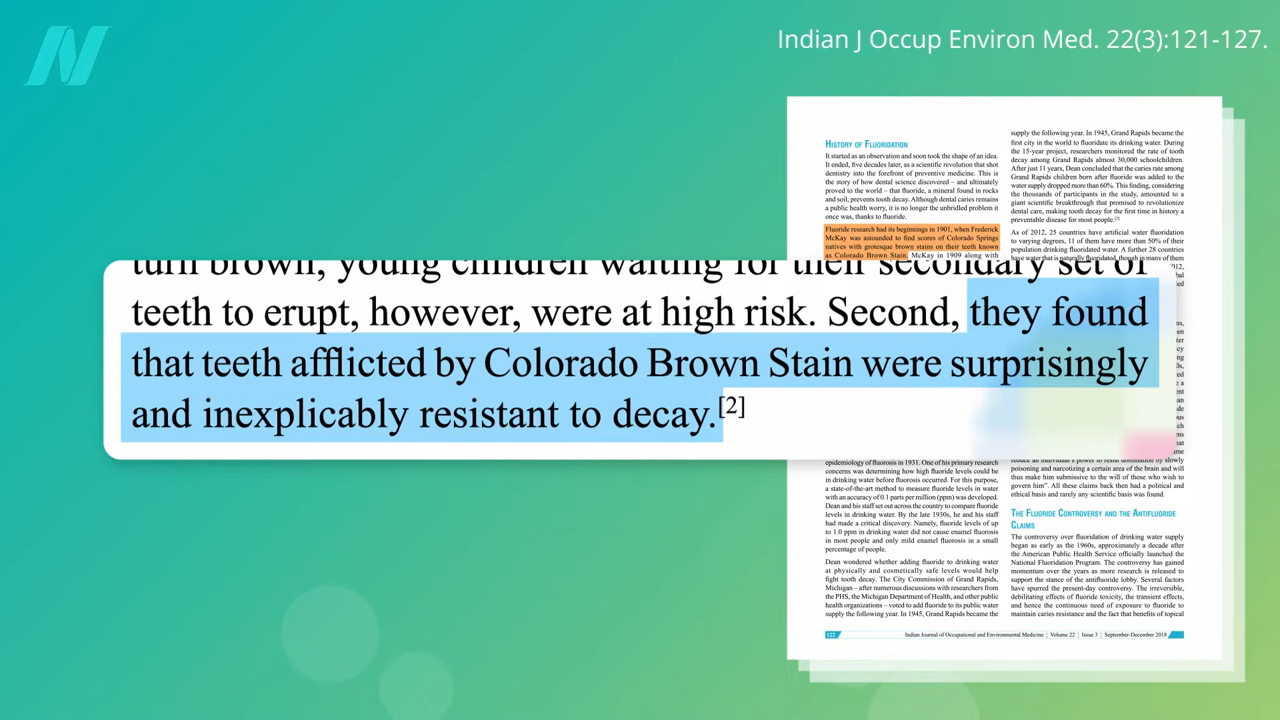 Indian J Occup Environ Med. 22(3):121-127.
History of Fluoridation
It started as an observation and soon took the shape of an idea.
It ended, five decades later, as a scientific revolution that shot
dentistry into the forefront of preventive medicine. This is
the story of how dental science discovered – and ultimately
proved to the world – that fluoride, a mineral found in rocks
and soil, prevents tooth decay. Although dental caries remains
a public health worry, it is no longer the unbridled problem it
once was, thanks to fluoride.
Fluoride research had its beginnings in 1901, when Frederick
McKay was astounded to find scores of Colorado Springs
natives with grotesque brown stains on their teeth known
as Colorado Brown Stain. McKay in 1909 along with
turn brown, young children waiting for their secondary set of
teeth to erupt, however, were at high risk. Second, they found
that teeth afflicted by Colorado Brown Stain were surprisingly
and inexplicably resistant to decay.[2]
epidemiology of fluorosis in 1931. One of his primary research
concerns was determining how high fluoride levels could be
in drinking water before fluorosis occurred. For this purpose,
a state-of-the-art method to measure fluoride levels in water
with an accuracy of 0.1 parts per million (ppm) was developed.
Dean and his staff set out across the country to compare fluoride
levels in drinking water. By the late 1930s, he and his staff
had made a critical discovery. Namely, fluoride levels of up
to 1.0 ppm in drinking water did not cause enamel fluorosis
in most people and only mild enamel fluorosis in a small
percentage of people.
Dean wondered whether adding fluoride to drinking water
at physically and cosmetically safe levels would help
fight tooth decay. The City Commission of Grand Rapids,
Michigan – after numerous discussions with researchers from
the PHS, the Michigan Department of Health, and other public
health organizations – voted to add fluoride to its public water
supply the following year. In 1945, Grand Rapids became the
supply the following year. In 1945, Grand Rapids became the
first city in the world to fluoridate its drinking water. During
the 15-year project, researchers monitored the rate of tooth
decay among Grand Rapids almost 30,000 schoolchildren.
After just 11 years, Dean concluded that the caries rate among
Grand Rapids children born after fluoride was added to the
water supply dropped more than 60%. This finding, considering
the thousands of participants in the study, amounted to a
giant scientific breakthrough that promised to revolutionize
dental care, making tooth decay for the first time in history a
preventable disease for most people.[2]
As of 2012, 25 countries have artificial water fluoridation
to varying degrees, 11 of them have more than 50% of their
population drinking fluoridated water. A further 28 countries
have water that is naturally fluoridated, though in many of them
poisoning and narcotizing a certain area of the brain and will
thus make him submissive to the will of those who wish to
govern him". All these claims back then had a political and
ethical basis and rarely any scientific basis was found.
The Fluoride Controversy and the Antifluoride
Claims
The controversy over fluoridation of drinking water supply
began as early as the 1960s, approximately a decade after
the American Public Health Service officially launched the
National Fluoridation Program. The controversy has gained
momentum over the years as more research is released to
support the stance of the antifluoride lobby. Several factors
have spurred the present-day controversy. The irreversible,
debilitating effects of fluoride toxicity, the transient effects,
and hence the continuous need of exposure to fluoride to
maintain caries resistance and the fact that benefits of topical
122
Indian Journal of Occupational and Environmental Medicine | Volume 22 | Issue 3 | September-December 2018